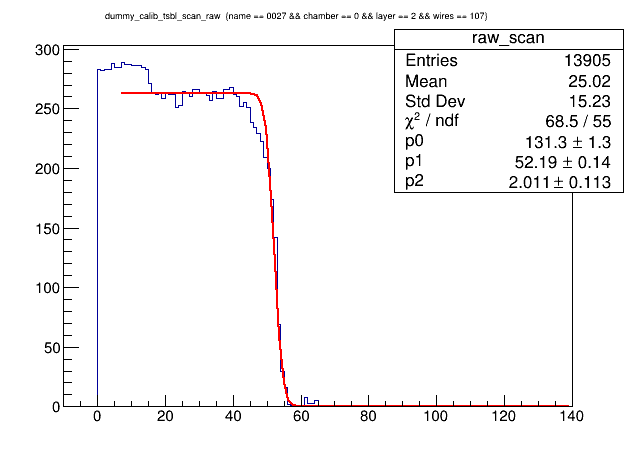 dummy_calib_tsbl_scan_raw (name == 0027 && chamber == 0 && layer == 2 && wires == 107)
raw_scan
Entries 13905
Mean 25.02
Std Dev 15.23
χ² / ndf 68.5 / 55
p0 131.3 ± 1.3
p1 52.19 ± 0.14
p2 2.011 ± 0.113
300
250
200
150
100
50
0
0 20 40 60 80 100 120 140